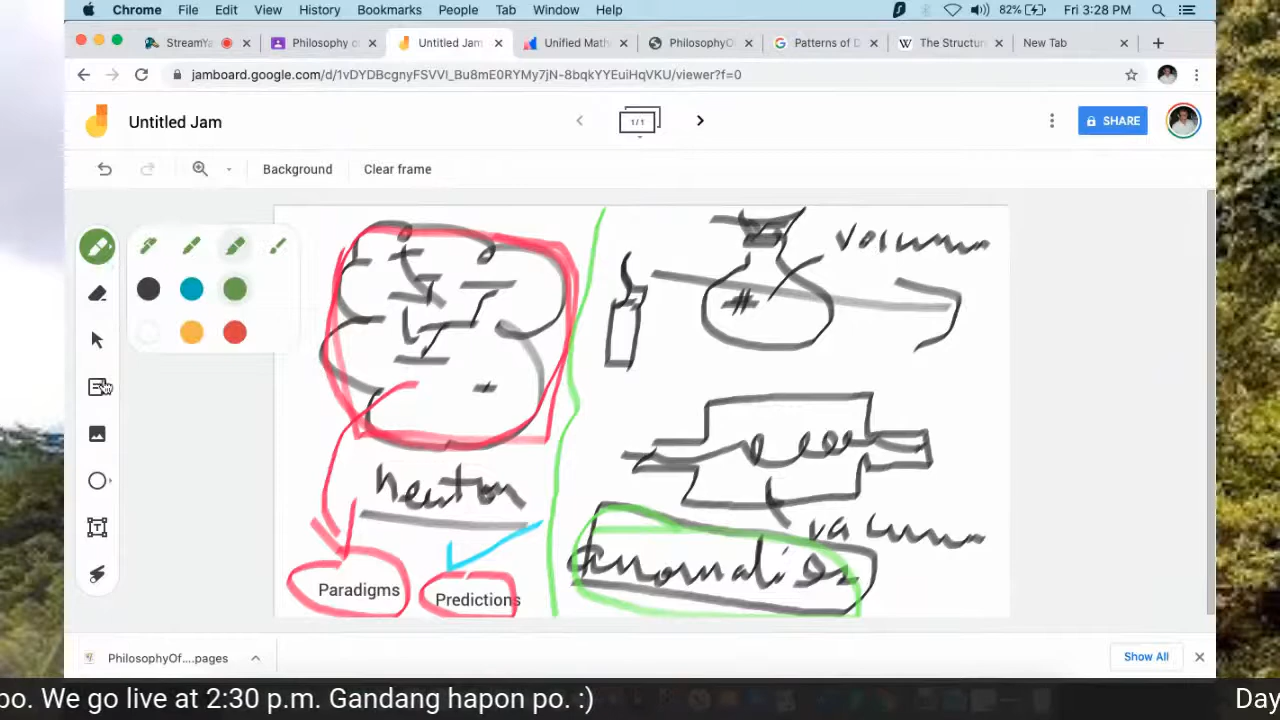 Chrome File Edit View History Bookmarks People Tab Window Help 82% Fri 3:28 PM
StreamYa Philosophy o Untitled Jam Unified Math PhilosophyO Patterns of D The Structure New Tab
jamboard.google.com/d/1vDYDBcgnyFSVVI_Bu8mE0RYMy7jN-8bqkYYEuiHqVKU/viewer?f=0
Untitled Jam
1/1
SHARE
Background Clear frame
vacuum
newton
vacuum
Anomalies
Paradigms
Predictions
PhilosophyOf....pages
Show All
po. We go live at 2:30 p.m. Gandang hapon po. :) Day